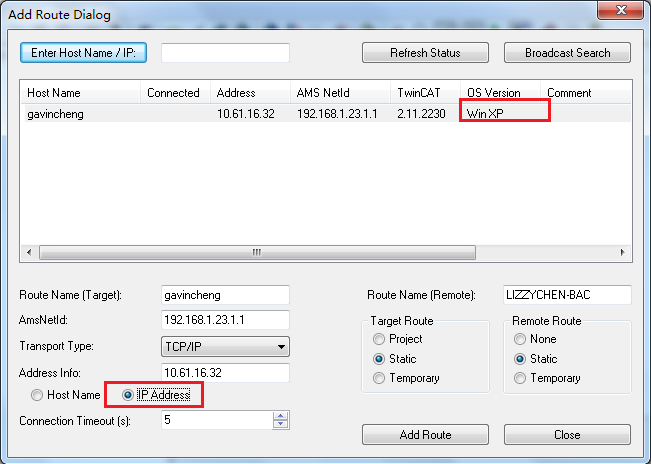 Add Route Dialog
Enter Host Name / IP: Refresh Status Broadcast Search
Host Name Connected Address AMS NetId TwinCAT OS Version Comment
gavincheng 10.61.16.32 192.168.1.23.1.1 2.11.2230 Win XP
Route Name (Target): gavincheng Route Name (Remote): LIZZYCHEN-BAC
AmsNetId: 192.168.1.23.1.1 Target Route Remote Route
Transport Type: TCP/IP Project None
Address Info: 10.61.16.32 Static Static
Host Name IP Address Temporary Temporary
Connection Timeout (s): 5
Add Route Close